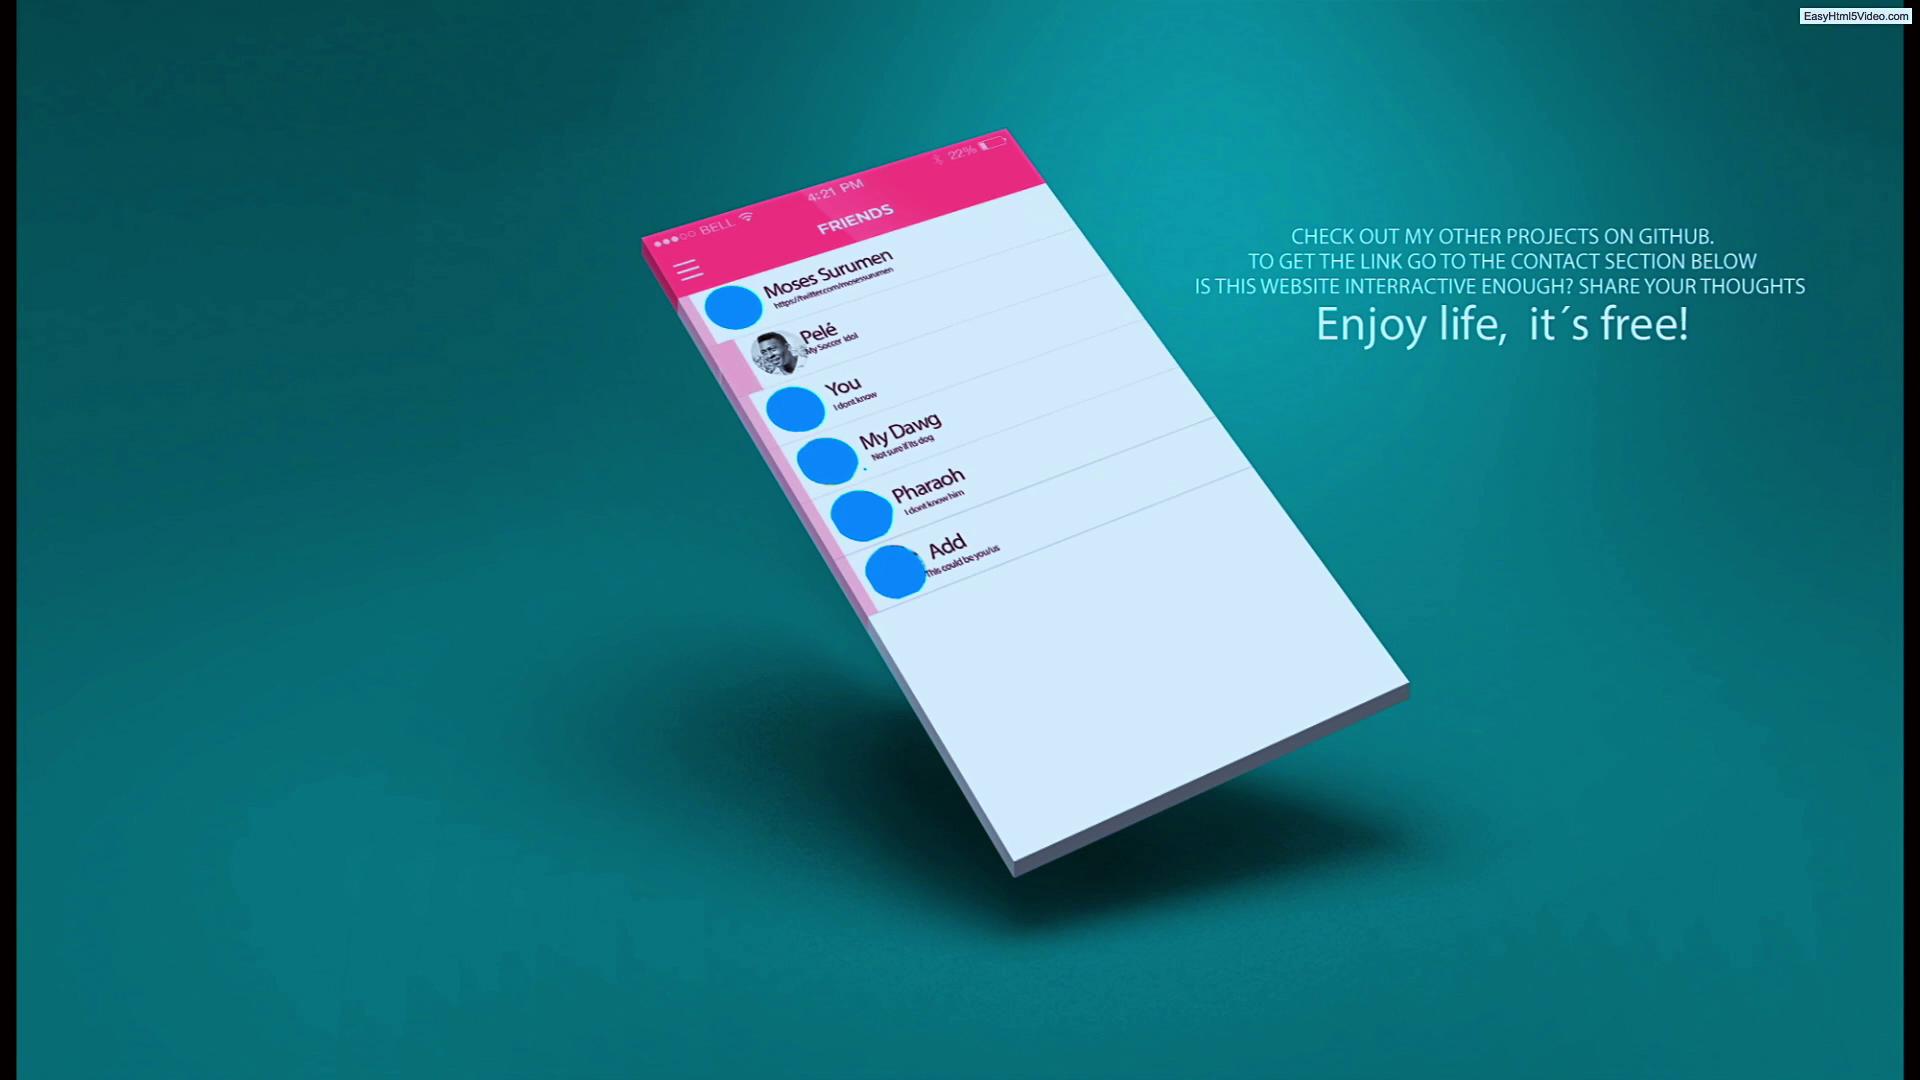 EasyHtml5Video.com
BELL
4:21 PM
22%
FRIENDS
Moses Surumen
https://twitter.com/mosessurumen
Pelé
My Soccer Idol
You
I dont know
My Dawg
Not sure if its dog
Pharaoh
I dont know him
Add
This could be you/us
CHECK OUT MY OTHER PROJECTS ON GITHUB.
TO GET THE LINK GO TO THE CONTACT SECTION BELOW
IS THIS WEBSITE INTERRACTIVE ENOUGH? SHARE YOUR THOUGHTS
Enjoy life, it´s free!